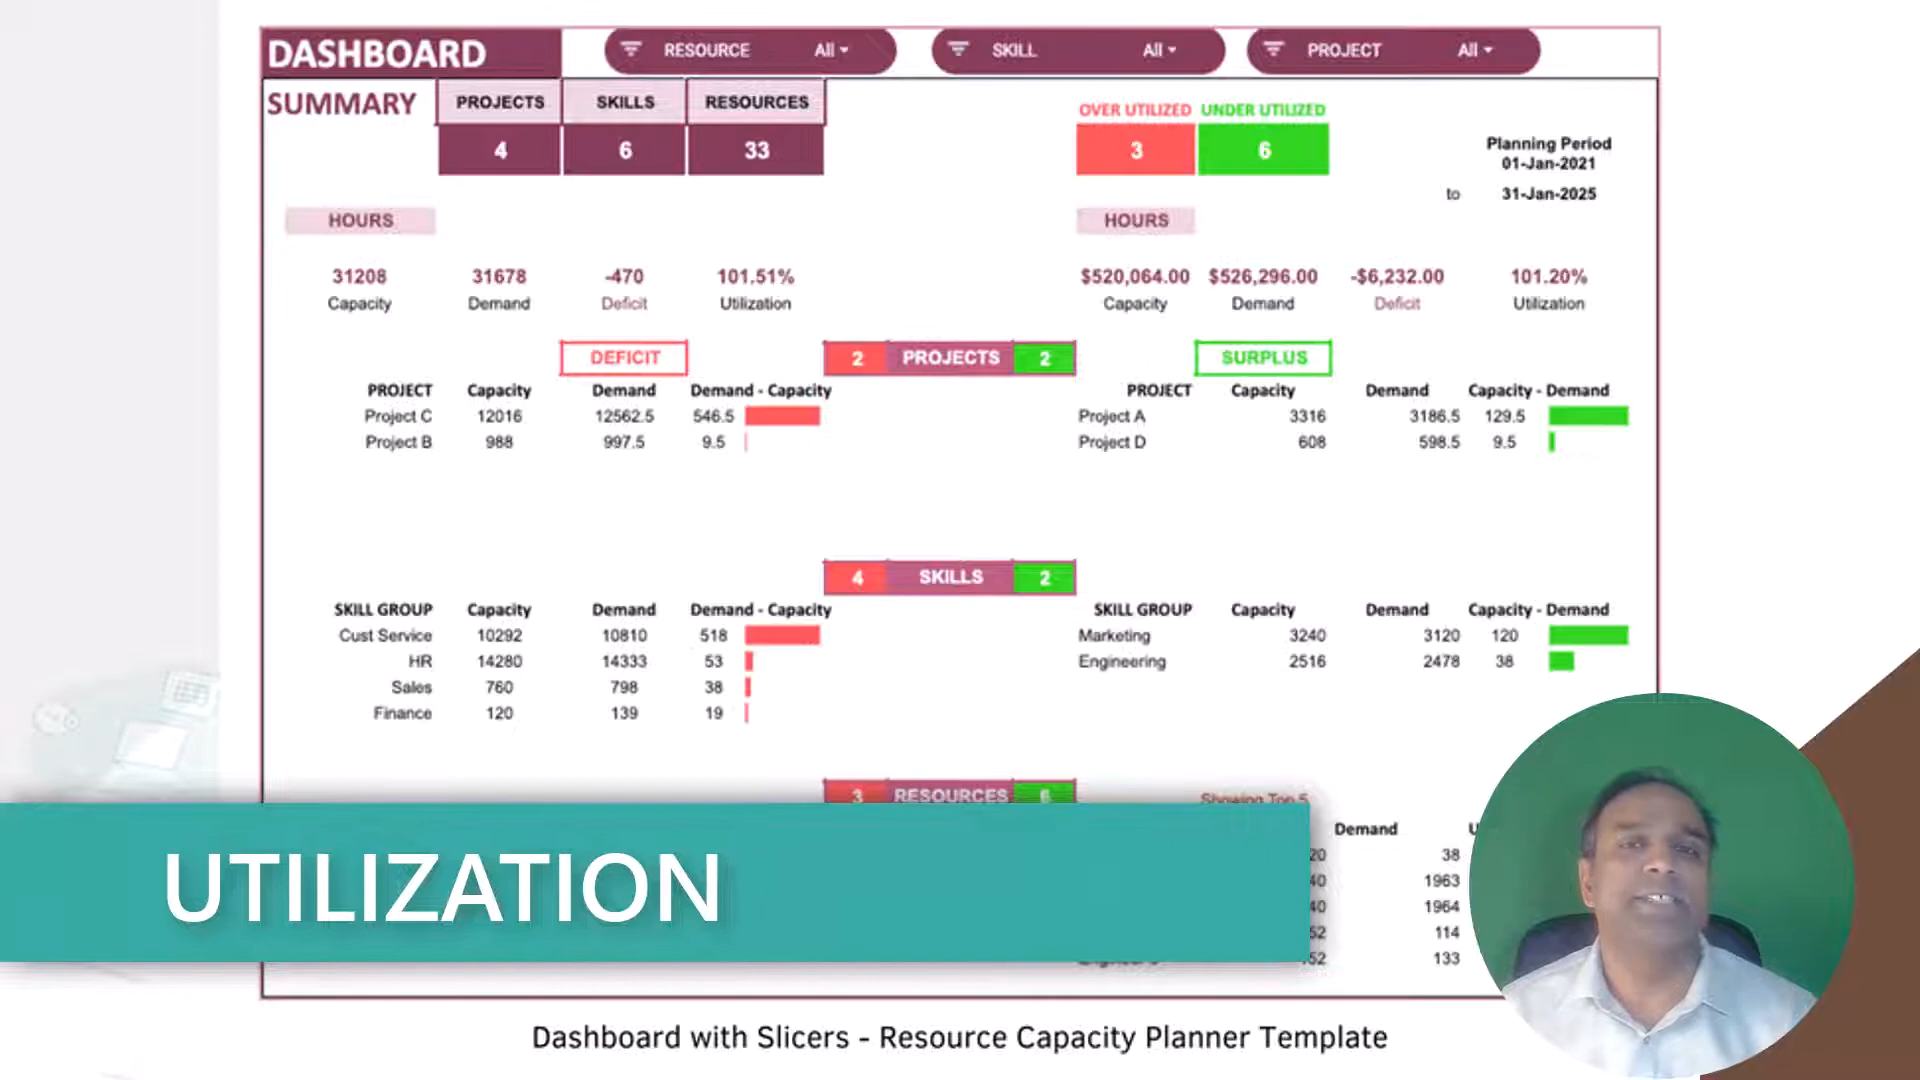 DASHBOARD RESOURCE All SKILL All PROJECT All
SUMMARY PROJECTS SKILLS RESOURCES
4 6 33
OVER UTILIZED UNDER UTILIZED
3 6
Planning Period
01-Jan-2021
to 31-Jan-2025
HOURS HOURS
31208 31678 -470 101.51% $520,064.00 $526,296.00 -$6,232.00 101.20%
Capacity Demand Deficit Utilization Capacity Demand Deficit Utilization
DEFICIT 2 PROJECTS 2 SURPLUS
PROJECT Capacity Demand Demand - Capacity PROJECT Capacity Demand Capacity - Demand
Project C 12016 12562.5 546.5 Project A 3316 3186.5 129.5
Project B 988 997.5 9.5 Project D 608 598.5 9.5
4 SKILLS 2
SKILL GROUP Capacity Demand Demand - Capacity SKILL GROUP Capacity Demand Capacity - Demand
Cust Service 10292 10810 518 Marketing 3240 3120 120
HR 14280 14333 53 Engineering 2516 2478 38
Sales 760 798 38
Finance 120 139 19
3 RESOURCES 6 Showing Top 5
Demand
38
1963
1964
114
133
UTILIZATION
Dashboard with Slicers - Resource Capacity Planner Template